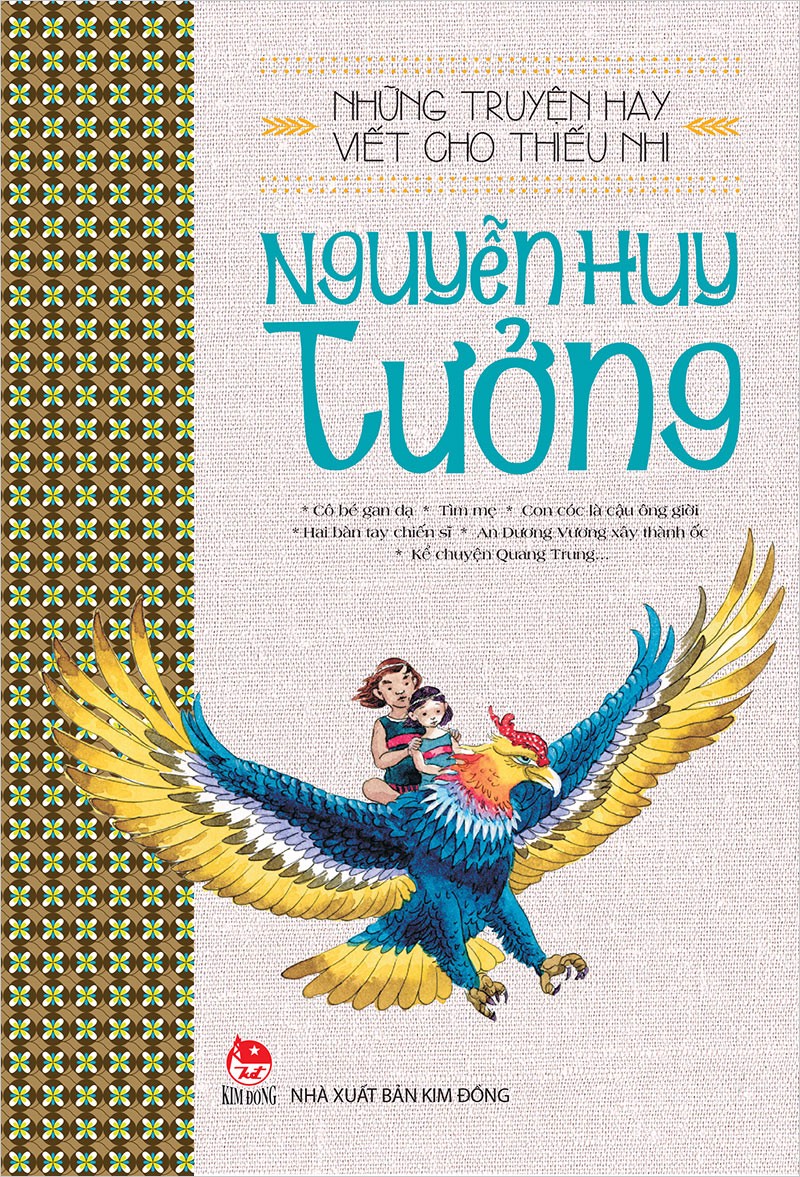 NHỮNG TRUYỆN HAY
VIẾT CHO THIẾU NHI
NGUYỄN HUY
TƯỞNG
* Cô bé gan dạ * Tìm mẹ * Con cóc là cậu ông giời
* Hai bàn tay chiến sĩ * An Dương Vương xây thành ốc
* Kể chuyện Quang Trung...
KIM ĐỒNG NHÀ XUẤT BẢN KIM ĐỒNG